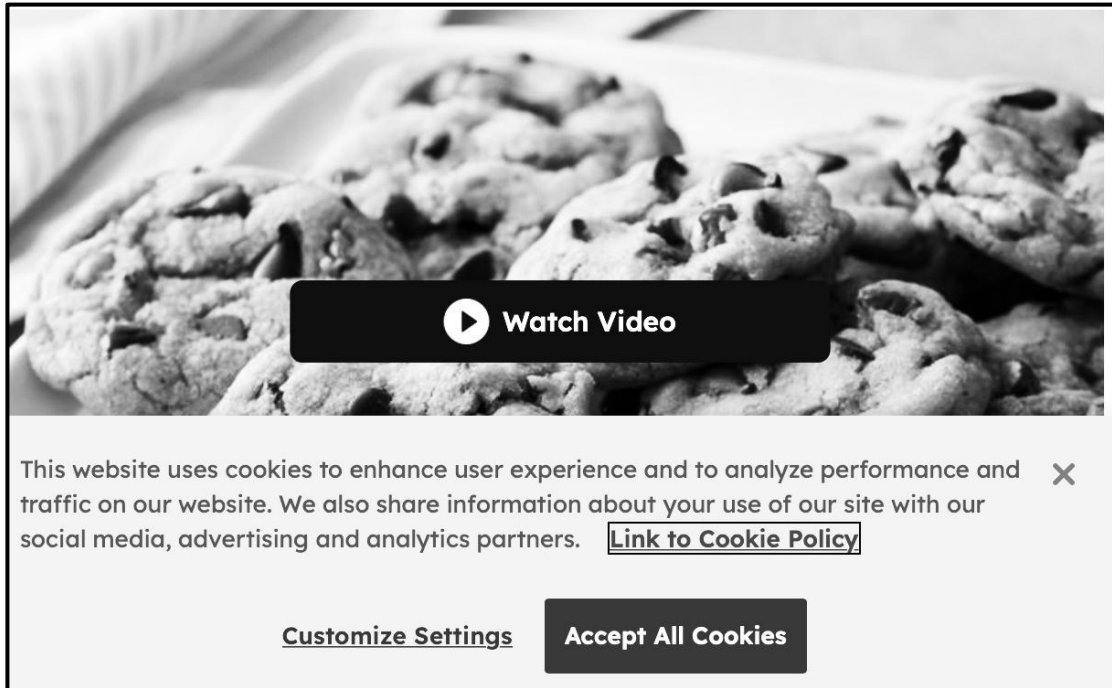 Watch Video
This website uses cookies to enhance user experience and to analyze performance and
traffic on our website. We also share information about your use of our site with our
social media, advertising and analytics partners. Link to Cookie Policy
Customize Settings Accept All Cookies